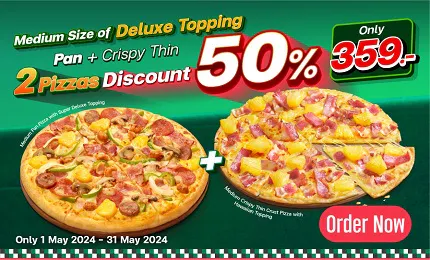 Medium Size of Deluxe Topping
Pan + Crispy Thin
2 Pizzas Discount 50%
Only
359.-
Medium Pan Pizza with Super Deluxe Topping
+
Medium Crispy Thin Crust Pizza with
Hawaiian Topping
Order Now
Only 1 May 2024 - 31 May 2024